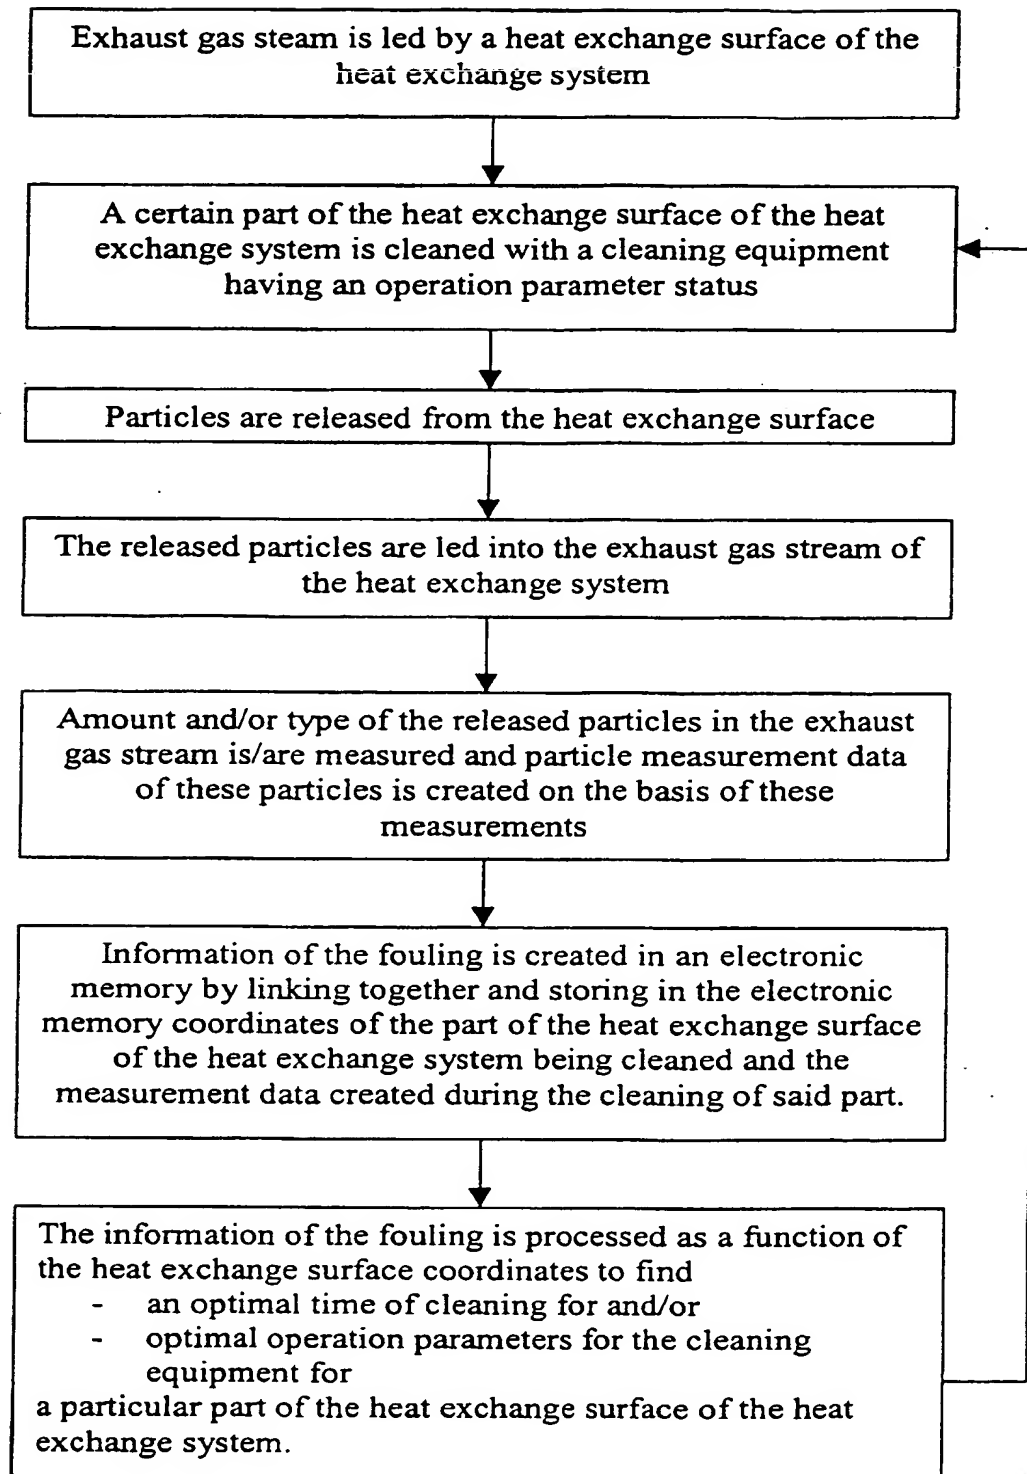 Exhaust gas steam is led by a heat exchange surface of the
heat exchange system
A certain part of the heat exchange surface of the heat
exchange system is cleaned with a cleaning equipment
having an operation parameter status
Particles are released from the heat exchange surface
The released particles are led into the exhaust gas stream of
the heat exchange system
Amount and/or type of the released particles in the exhaust
gas stream is/are measured and particle measurement data
of these particles is created on the basis of these
measurements
Information of the fouling is created in an electronic
memory by linking together and storing in the electronic
memory coordinates of the part of the heat exchange surface
of the heat exchange system being cleaned and the
measurement data created during the cleaning of said part.
The information of the fouling is processed as a function of
the heat exchange surface coordinates to find
- an optimal time of cleaning for and/or
- optimal operation parameters for the cleaning
equipment for
a particular part of the heat exchange surface of the heat
exchange system.